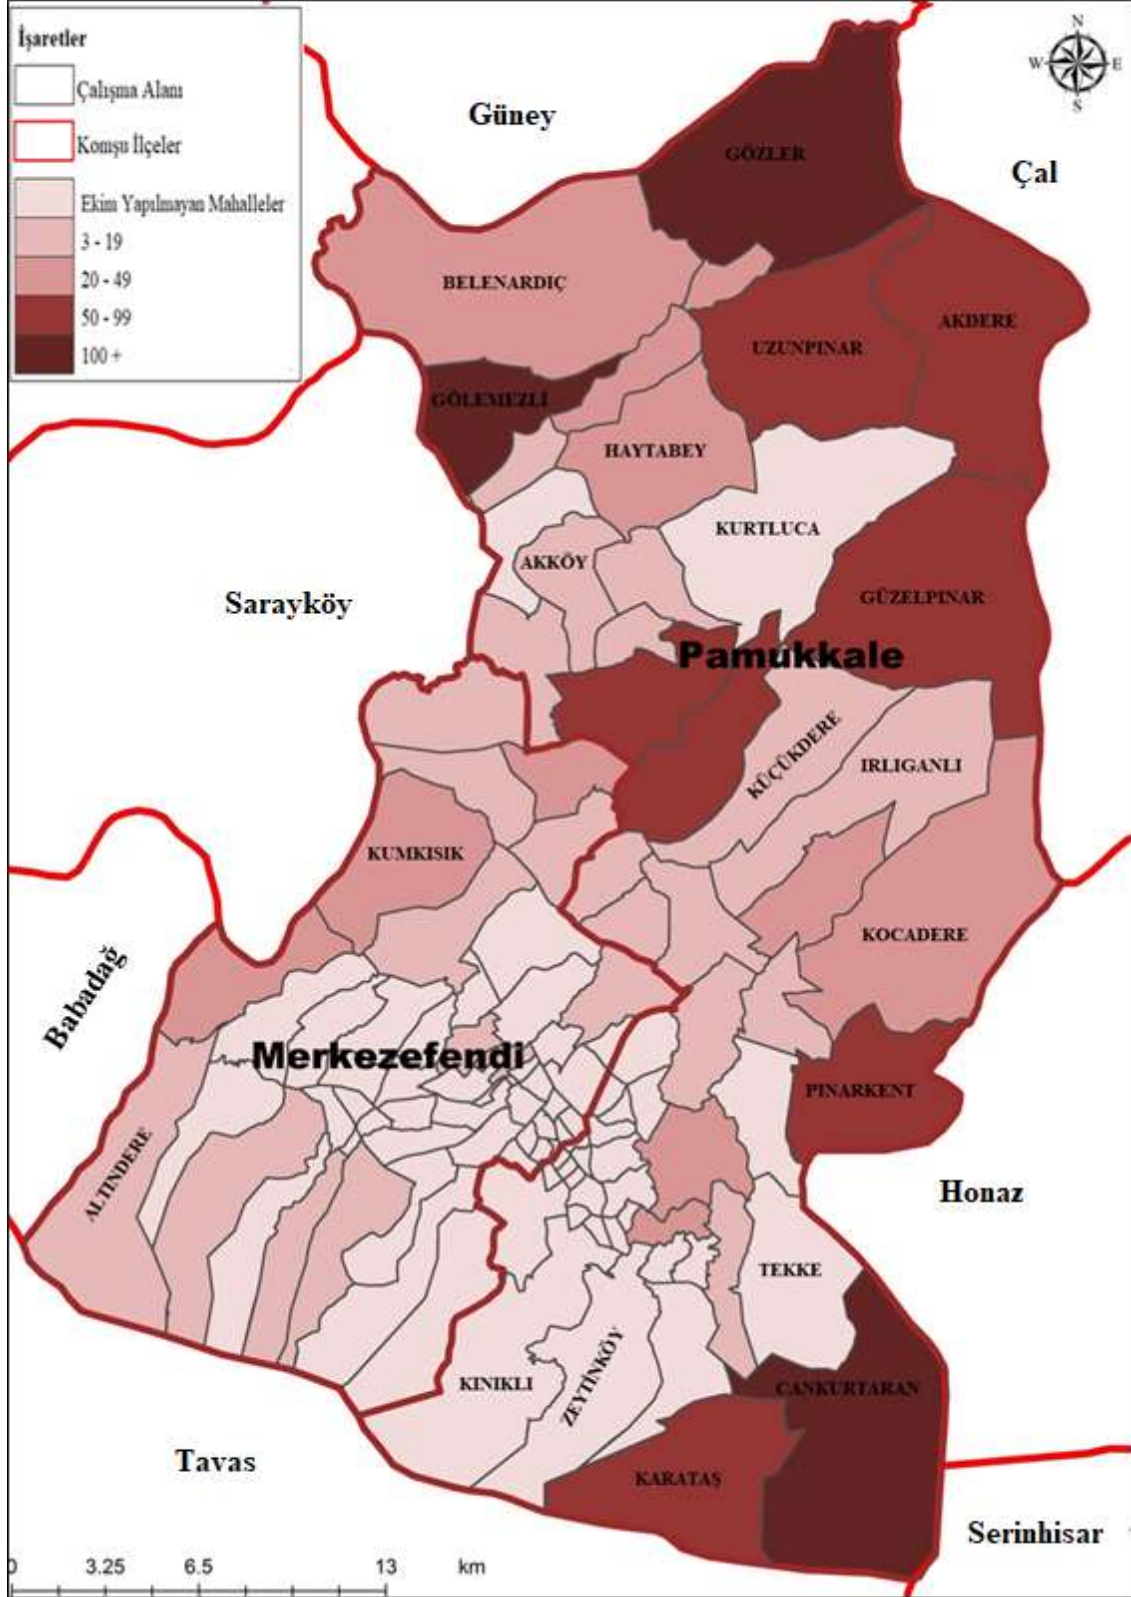 İşaretler
Çalışma Alanı
Komşu İlçeler
Ekim Yapılmayan Mahalleler
3 - 19
20 - 49
50 - 99
100 +
N
W E
S
Güney
Çal
GÖZLER
BELENARDIÇ
AKDERE
UZUNPINAR
GÖLEMEZLİ
HAYTABEY
KURTLUCA
AKKÖY
Sarayköy
GÜZELPINAR
Pamukkale
KÜÇÜKDERE
IRLIGANLI
KUMKISIK
KOCADERE
Babadağ
Merkezefendi
PINARKENT
ALTINDERE
Honaz
TEKKE
KINIKLI
ZEYTİNKÖY
CANKURTARAN
Tavas
KARATAŞ
Serinhisar
0 3.25 6.5 13 km